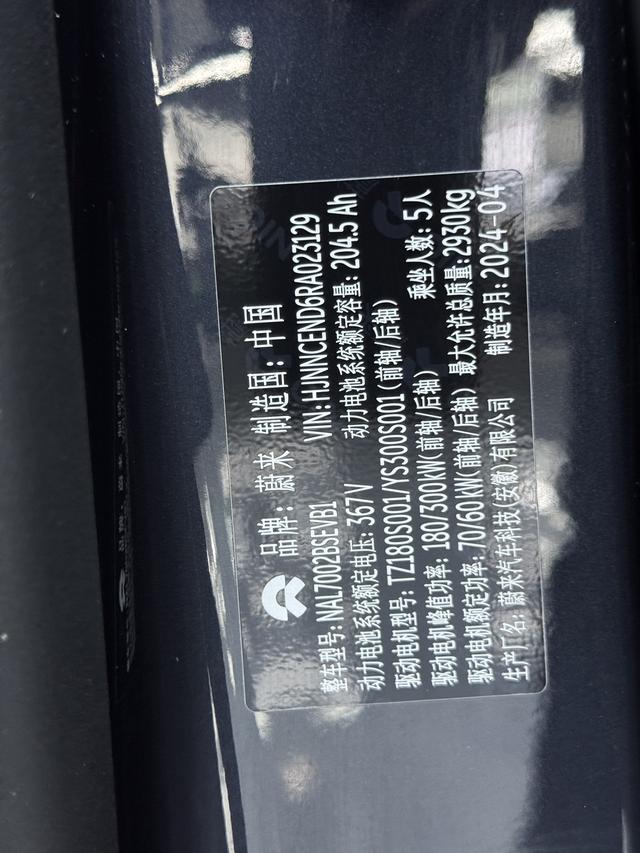 品牌: 蔚来 制造国: 中国
整车型号: NAL7002BSEVB1 VIN: HJNNCEND6RA023129
动力电池系统额定电压: 367V 动力电池系统额定容量: 204.5 Ah
驱动电机型号: TZ180S001/YS300S001(前轴/后轴)
驱动电机峰值功率: 180/300kW(前轴/后轴) 乘坐人数: 5人
驱动电机额定功率: 70/60kW(前轴/后轴) 最大允许总质量:2930kg
生产厂名: 蔚来汽车科技(安徽)有限公司 制造年月: 2024-04